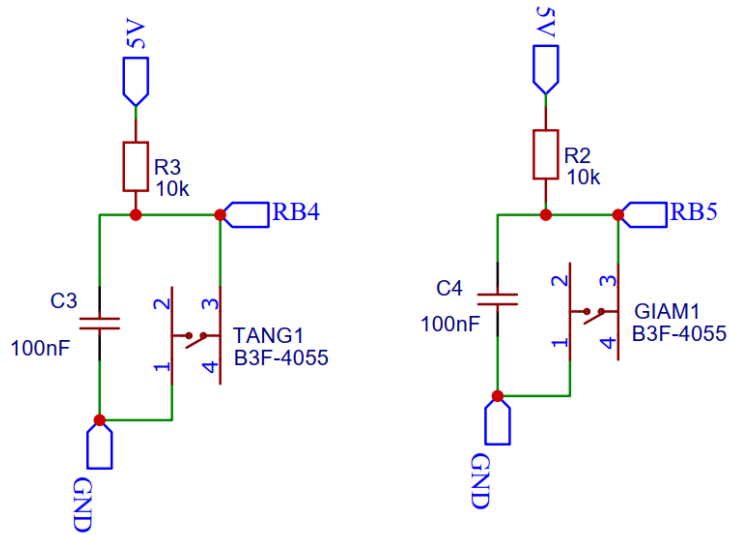 5V
R3
10k
RB4
C3
100nF
2
3
1
4
TANG1
B3F-4055
GND
5V
R2
10k
RB5
C4
100nF
2
3
1
4
GIAM1
B3F-4055
GND